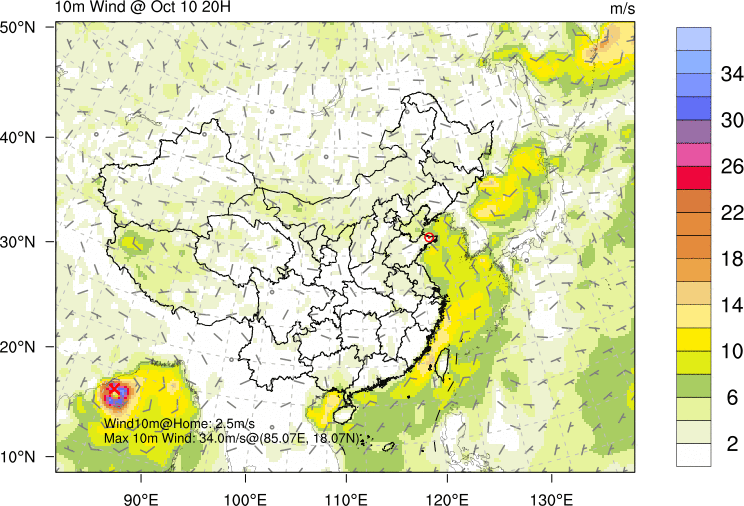 10m Wind @ Oct 10 20H
m/s
50°N
40°N
30°N
20°N
10°N
90°E
100°E
110°E
120°E
130°E
Wind10m@Home: 2.5m/s
Max 10m Wind: 34.0m/s@(85.07E, 18.07N)
34
30
26
22
18
14
10
6
2